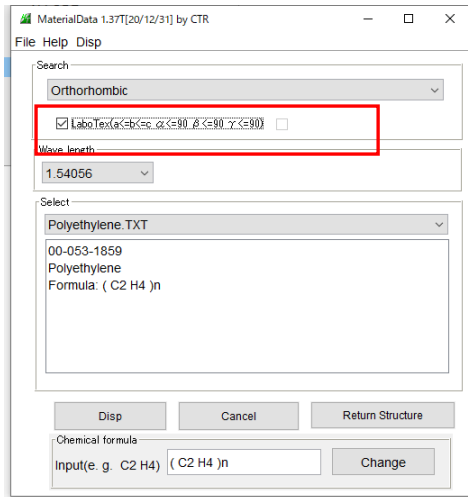 MaterialData 1.37T[20/12/31] by CTR
File Help Disp
Search
Orthorhombic
LaboTex(a<=b<=c α<=90 β<=90 γ<=90)
Wave length
1.54056
Select
Polyethylene.TXT
00-053-1859
Polyethylene
Formula: ( C2 H4 )n
Disp Cancel Return Structure
Chemical formula
Input(e. g. C2 H4) ( C2 H4 )n Change